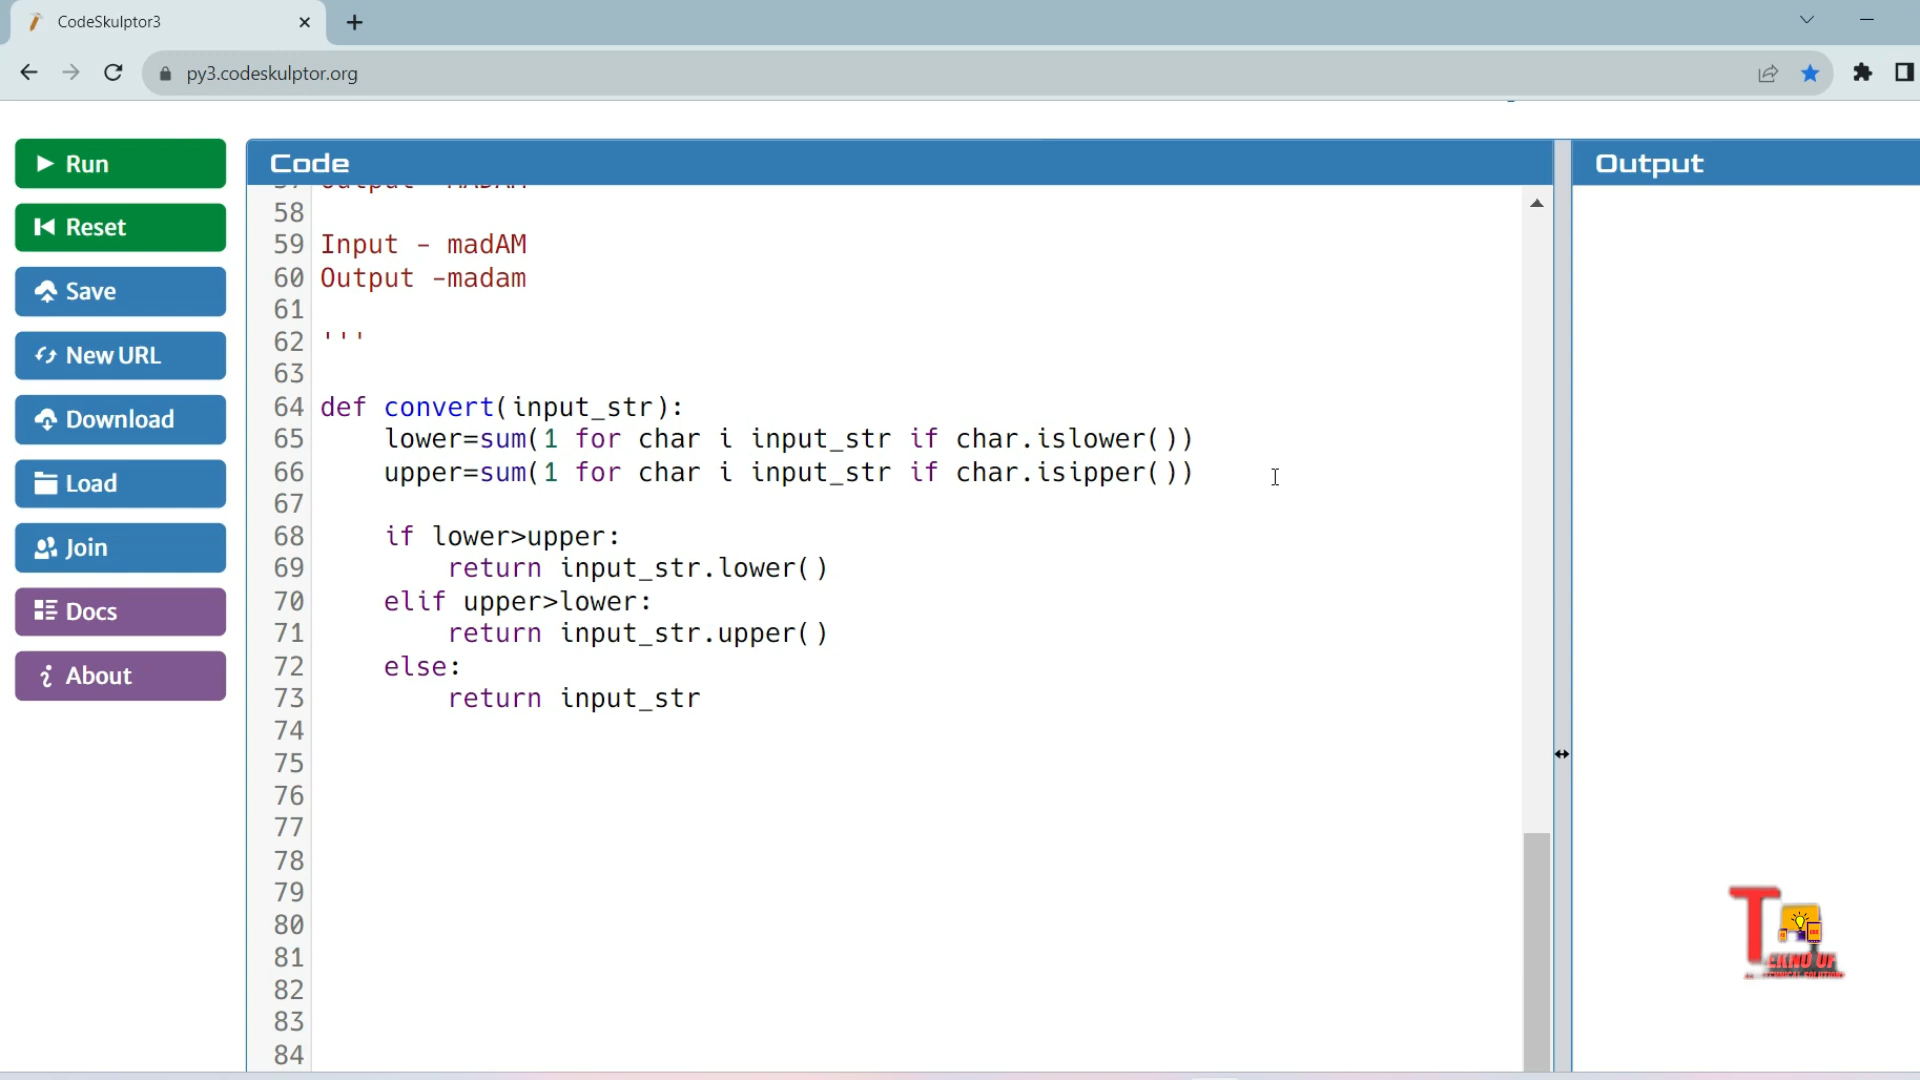 CodeSkulptor3
py3.codeskulptor.org
Run
Reset
Save
New URL
Download
Load
Join
Docs
About
Code
Output
57 Output -MADAM
58
59 Input - madAM
60 Output -madam
61
62 '''
63
64 def convert(input_str):
65 lower=sum(1 for char i input_str if char.islower())
66 upper=sum(1 for char i input_str if char.isipper())
67
68 if lower>upper:
69 return input_str.lower()
70 elif upper>lower:
71 return input_str.upper()
72 else:
73 return input_str
74
75
76
77
78
79
80
81
82
83
84